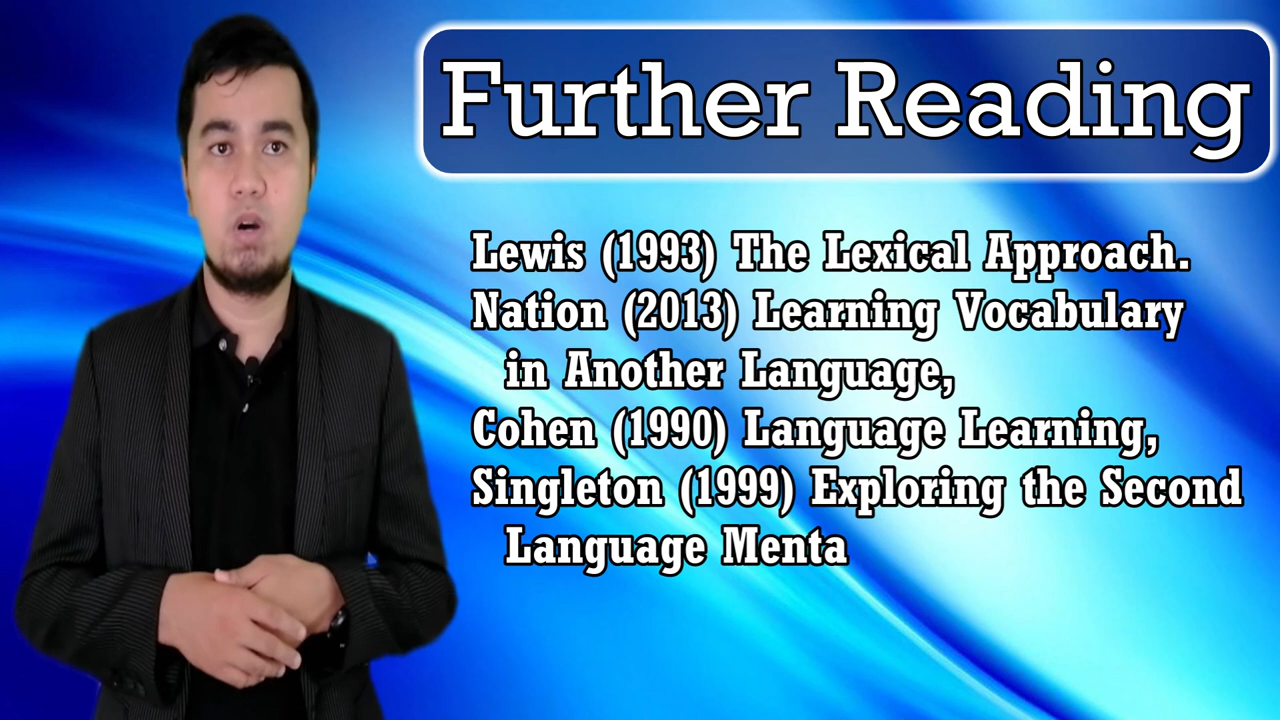 Further Reading
Lewis (1993) The Lexical Approach.
Nation (2013) Learning Vocabulary
in Another Language,
Cohen (1990) Language Learning,
Singleton (1999) Exploring the Second
Language Menta